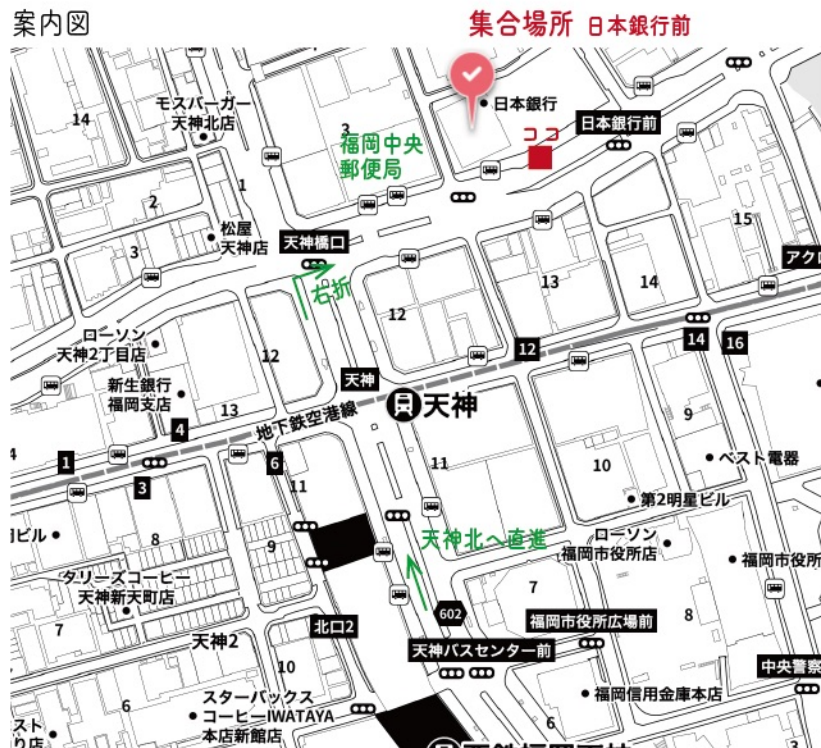 案内図
集合場所 日本銀行前
14
モスバーガー
天神北店
3
日本銀行
日本銀行前
ココ
福岡中央
郵便局
1
2
松屋
天神店
3
天神橋口
15
アクロ
右折
13
14
12
12
ローソン
天神2丁目店
12
14
16
新生銀行
福岡支店
天神
天神
13
地下鉄空港線
4
9
4
1
3
6
11
11
10
ベスト電器
第2明星ビル
8
9
天神北へ直進
ローソン
福岡市役所店
福岡市役所
タリーズコーヒー
天神新天町店
7
602
7
8
北口2
福岡市役所広場前
天神2
天神バスセンター前
中央警察
10
6
スターバックス
コーヒーIWATAYA
本店新館店
福岡信用金庫本店
6